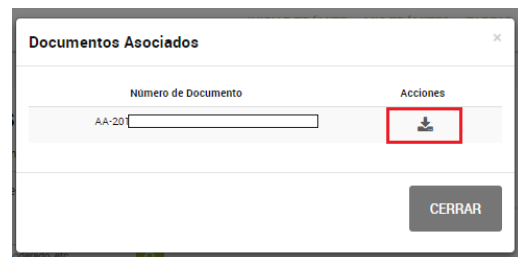 Documentos Asociados
×
Número de Documento Acciones
AA-201
CERRAR